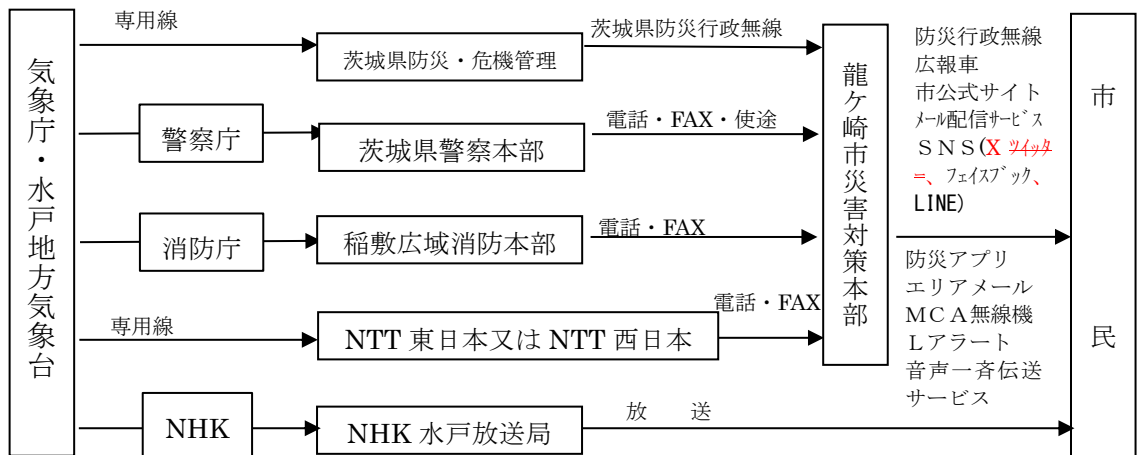 気象庁・水戸地方気象台
専用線
茨城県防災・危機管理
茨城県防災行政無線
警察庁
茨城県警察本部
電話・FAX・使途
消防庁
稲敷広域消防本部
電話・FAX
専用線
NTT 東日本又は NTT 西日本
電話・FAX
NHK
NHK 水戸放送局
放　送
龍ケ崎市災害対策本部
防災行政無線
広報車
市公式サイト
ﾒｰﾙ配信ｻｰﾋﾞｽ
ＳＮＳ(X ﾂｲｯﾀ
ｰ、ﾌｪｲｽﾌﾞｯｸ、
LINE)
防災アプリ
エリアメール
ＭＣＡ無線機
Ｌアラート
音声一斉伝送
サービス
市民